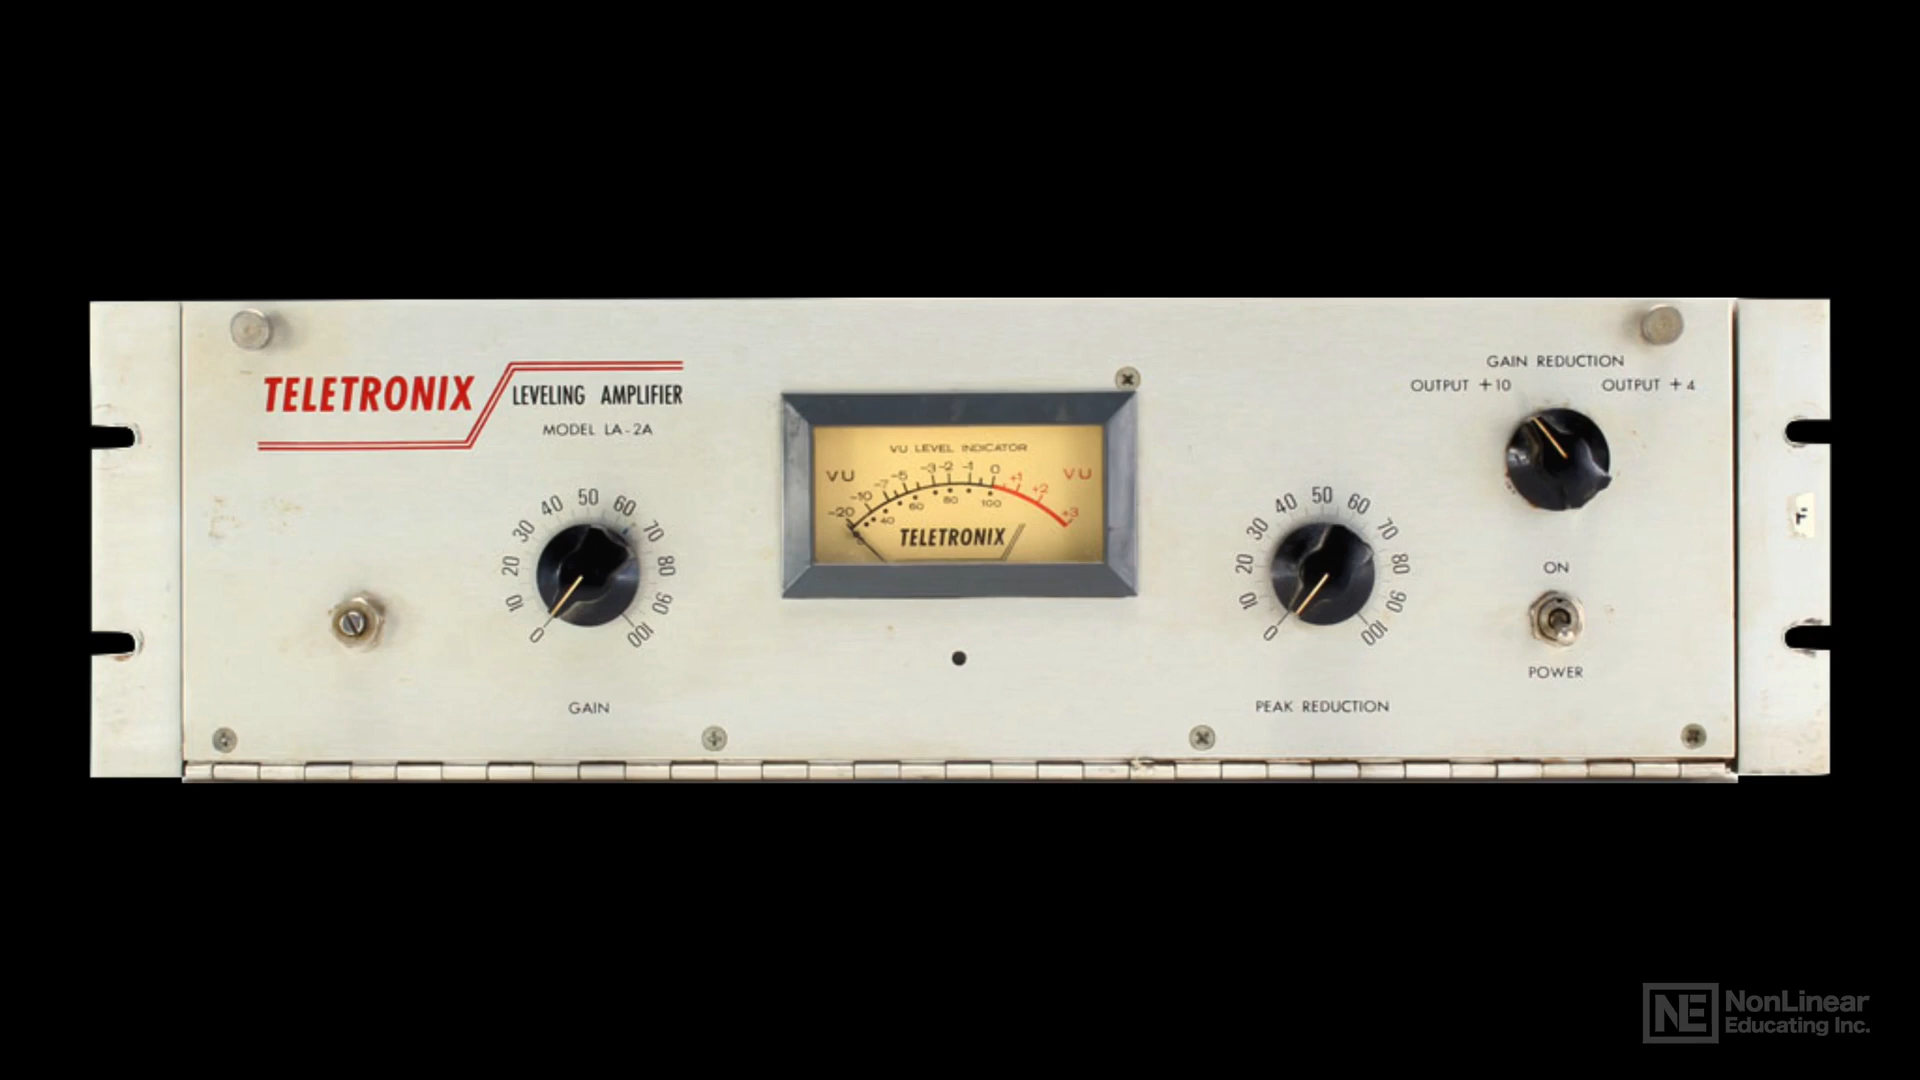 TELETRONIX
LEVELING AMPLIFIER
MODEL LA-2A
0 10 20 30 40 50 60 70 80 90 100
GAIN
VU LEVEL INDICATOR
VU VU
-20 -10 -7 -5 -3 -2 -1 0 +1 +2 +3
40 60 80 100
TELETRONIX
0 10 20 30 40 50 60 70 80 90 100
PEAK REDUCTION
GAIN REDUCTION
OUTPUT +10 OUTPUT +4
ON
POWER
NE NonLinear
Educating Inc.